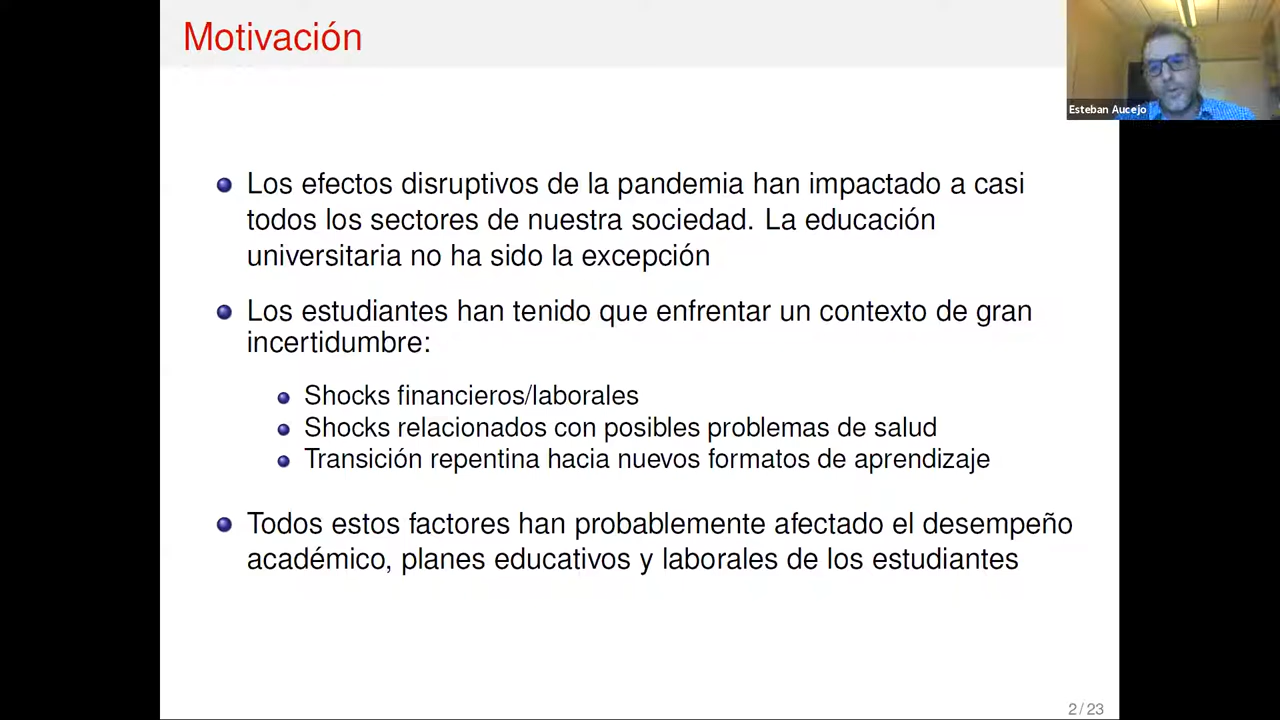 Motivación
Esteban Aucejo
Los efectos disruptivos de la pandemia han impactado a casi
todos los sectores de nuestra sociedad. La educación
universitaria no ha sido la excepción
Los estudiantes han tenido que enfrentar un contexto de gran
incertidumbre:
Shocks financieros/laborales
Shocks relacionados con posibles problemas de salud
Transición repentina hacia nuevos formatos de aprendizaje
Todos estos factores han probablemente afectado el desempeño
académico, planes educativos y laborales de los estudiantes
2 / 23